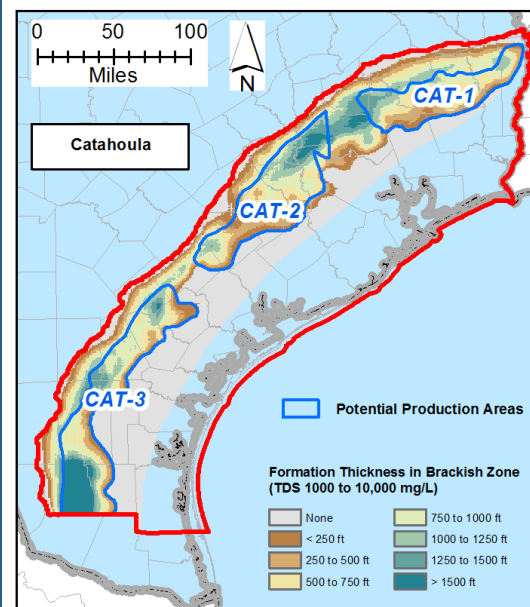 0 50 100
Miles
N
Catahoula
CAT-1
CAT-2
CAT-3
Potential Production Areas
Formation Thickness in Brackish Zone
(TDS 1000 to 10,000 mg/L)
None
< 250 ft
250 to 500 ft
500 to 750 ft
750 to 1000 ft
1000 to 1250 ft
1250 to 1500 ft
> 1500 ft